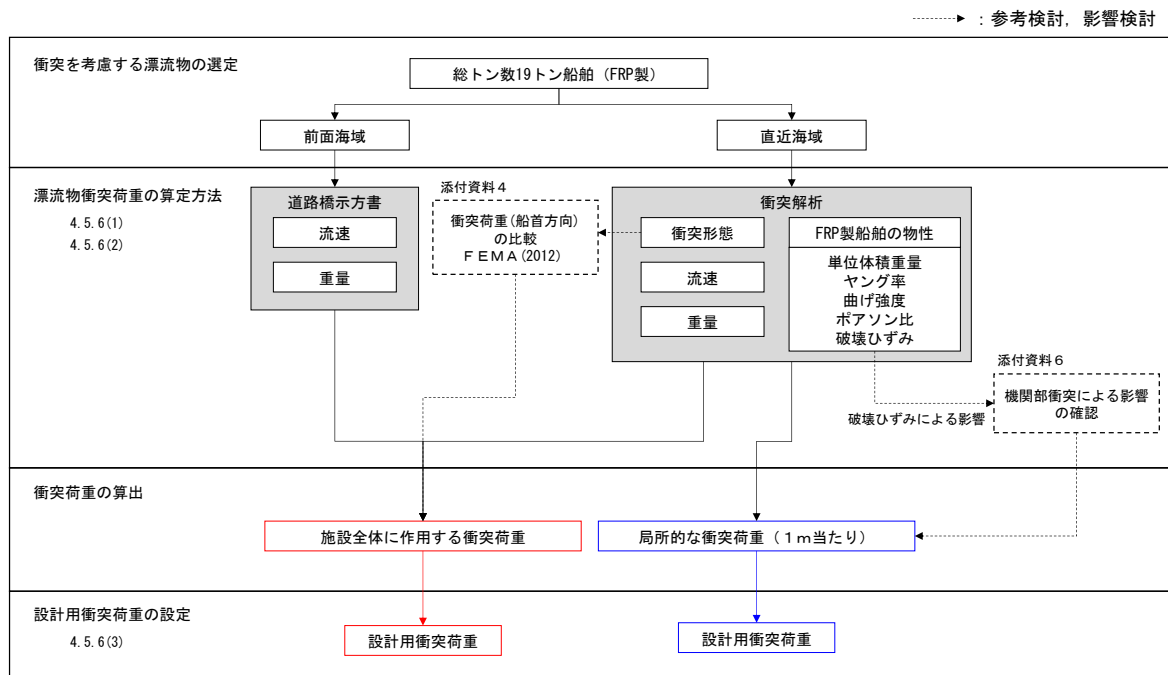 ：参考検討，影響検討
衝突を考慮する漂流物の選定
総トン数19トン船舶（FRP製）
前面海域
直近海域
漂流物衝突荷重の算定方法
4.5.6(1)
4.5.6(2)
道路橋示方書
流速
重量
添付資料４
衝突荷重(船首方向)
の比較
ＦＥＭＡ(2012)
衝突解析
衝突形態
流速
重量
FRP製船舶の物性
単位体積重量
ヤング率
曲げ強度
ポアソン比
破壊ひずみ
添付資料６
機関部衝突による影響
の確認
破壊ひずみによる影響
衝突荷重の算出
施設全体に作用する衝突荷重
局所的な衝突荷重（１ｍ当たり）
設計用衝突荷重の設定
4.5.6(3)
設計用衝突荷重
設計用衝突荷重